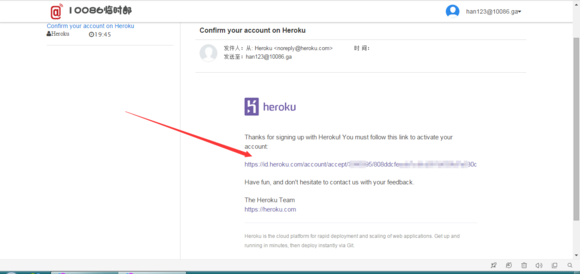 10086临时邮
han123@10086.ga
Confirm your account on Heroku
Heroku 19:45
Confirm your account on Heroku
发件人：从 Heroku <noreply@heroku.com> 时 间：
发送至：han123@10086.ga
heroku
Thanks for signing up with Heroku! You must follow this link to activate your
account:
https://id.heroku.com/account/accept/
Have fun, and don't hesitate to contact us with your feedback.
The Heroku Team
https://heroku.com
Heroku is the cloud platform for rapid deployment and scaling of web applications. Get up and
running in minutes, then deploy instantly via Git.